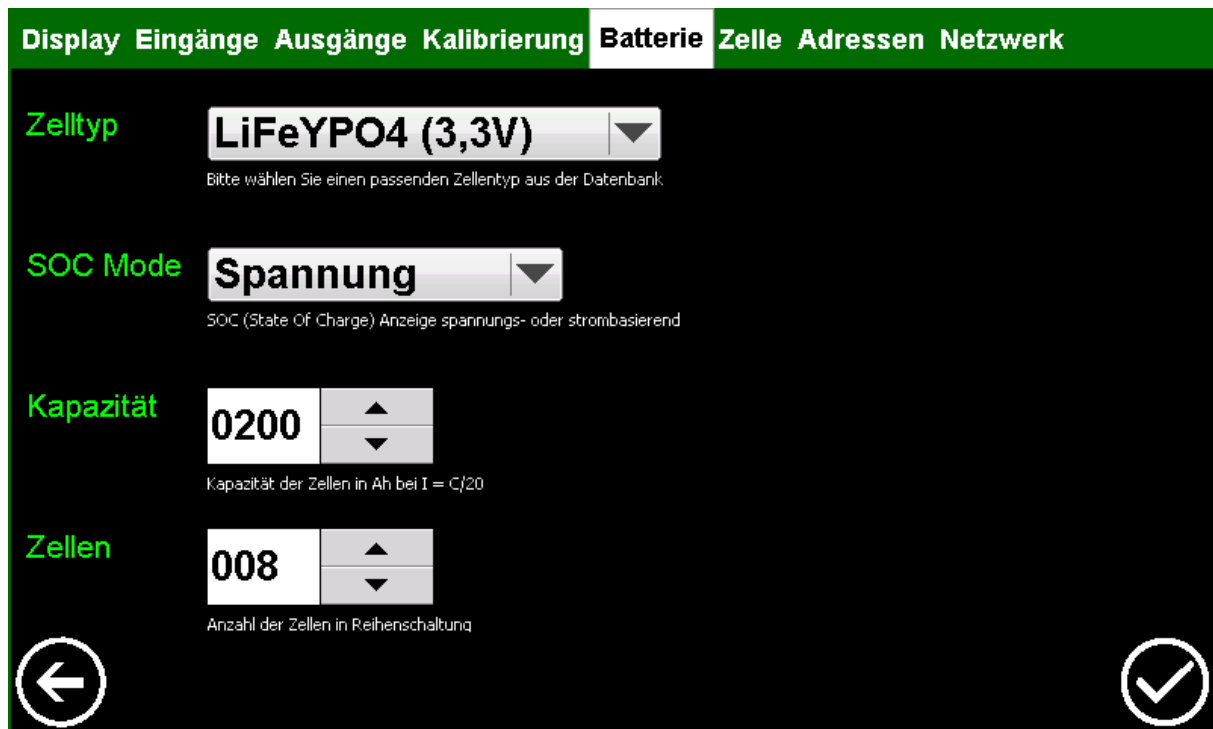 Display Eingänge Ausgänge Kalibrierung Batterie Zelle Adressen Netzwerk
Zelltyp LiFeYPO4 (3,3V)
Bitte wählen Sie einen passenden Zellentyp aus der Datenbank
SOC Mode Spannung
SOC (State Of Charge) Anzeige spannungs- oder strombasierend
Kapazität 0200
Kapazität der Zellen in Ah bei I = C/20
Zellen 008
Anzahl der Zellen in Reihenschaltung